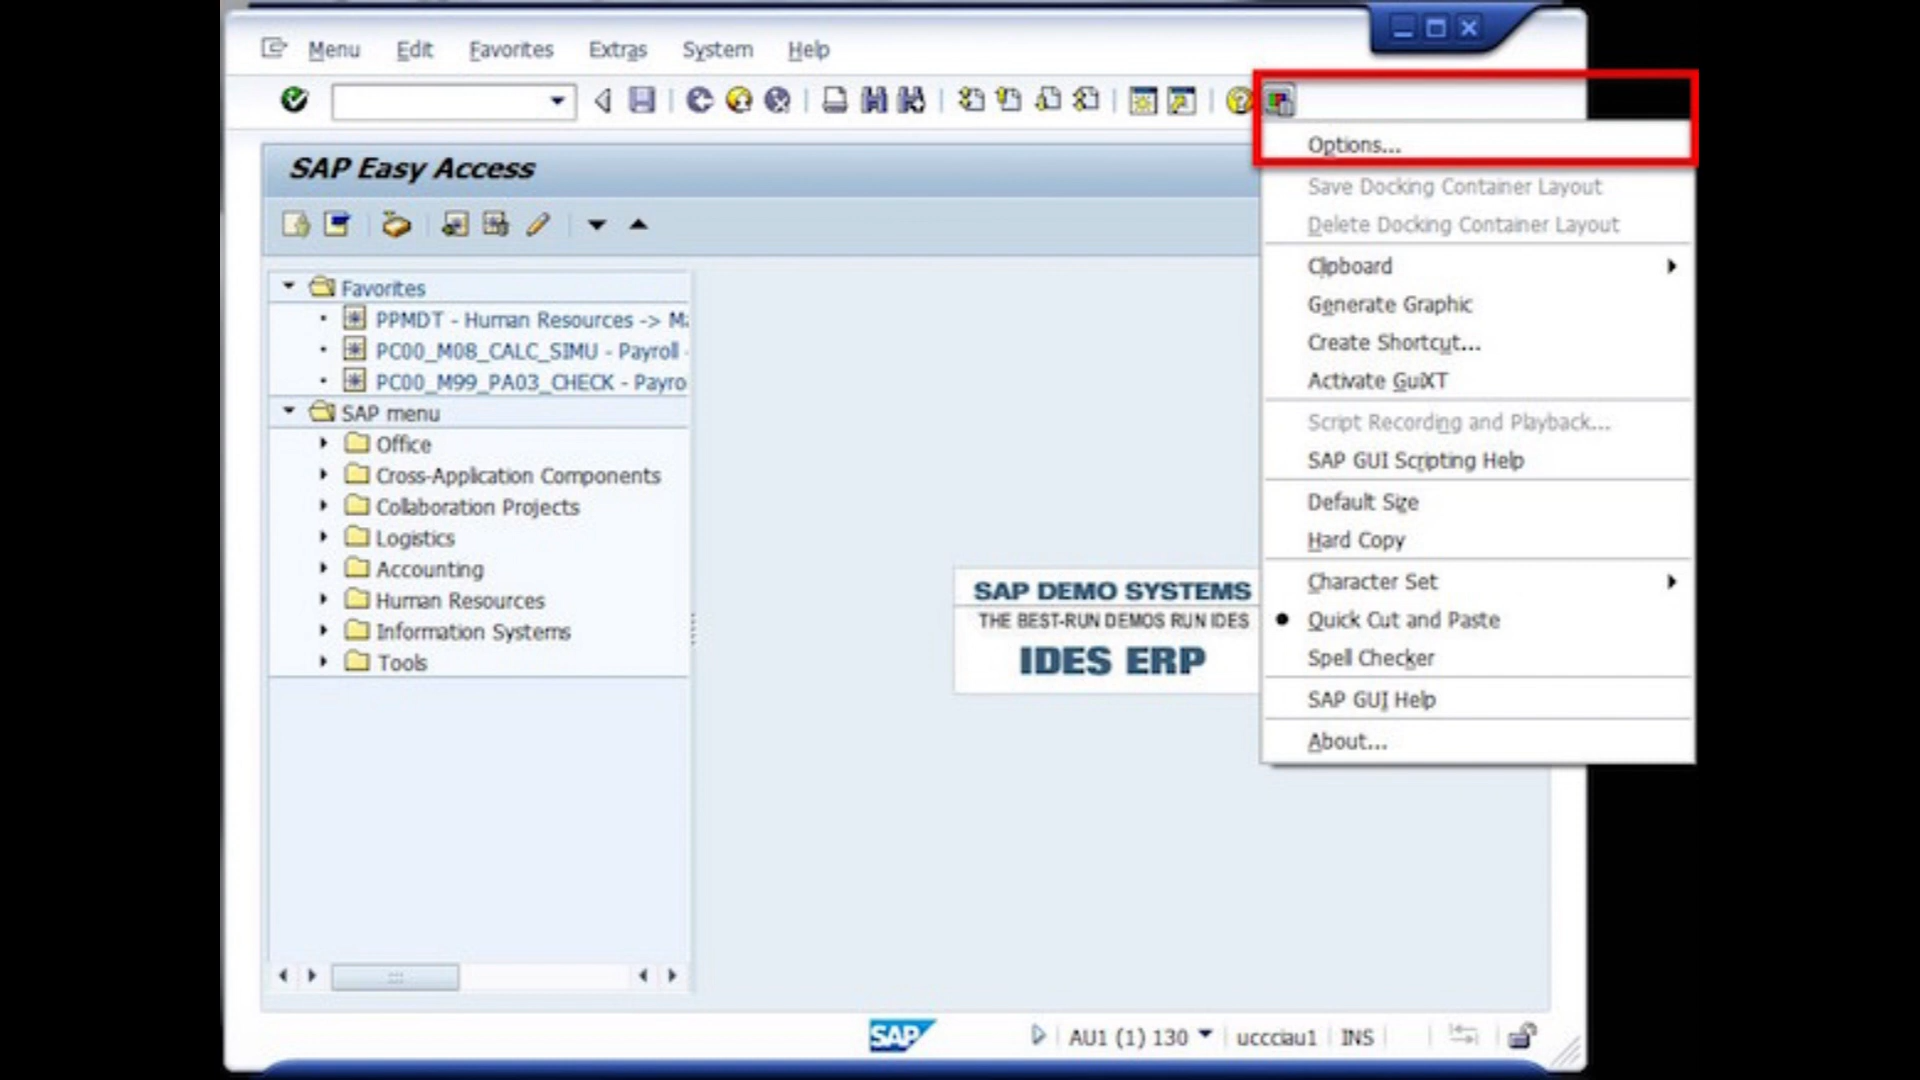 Menu Edit Favorites Extras System Help
SAP Easy Access
Options...
Save Docking Container Layout
Delete Docking Container Layout
Clipboard
Generate Graphic
Create Shortcut...
Activate GuiXT
Script Recording and Playback...
SAP GUI Scripting Help
Default Size
Hard Copy
Character Set
Quick Cut and Paste
Spell Checker
SAP GUI Help
About...
Favorites
PPMDT - Human Resources -> Ma
PC00_M08_CALC_SIMU - Payroll -
PC00_M99_PA03_CHECK - Payro
SAP menu
Office
Cross-Application Components
Collaboration Projects
Logistics
Accounting
Human Resources
Information Systems
Tools
SAP DEMO SYSTEMS
THE BEST-RUN DEMOS RUN IDES
IDES ERP
SAP AU1 (1) 130 uccciau1 INS